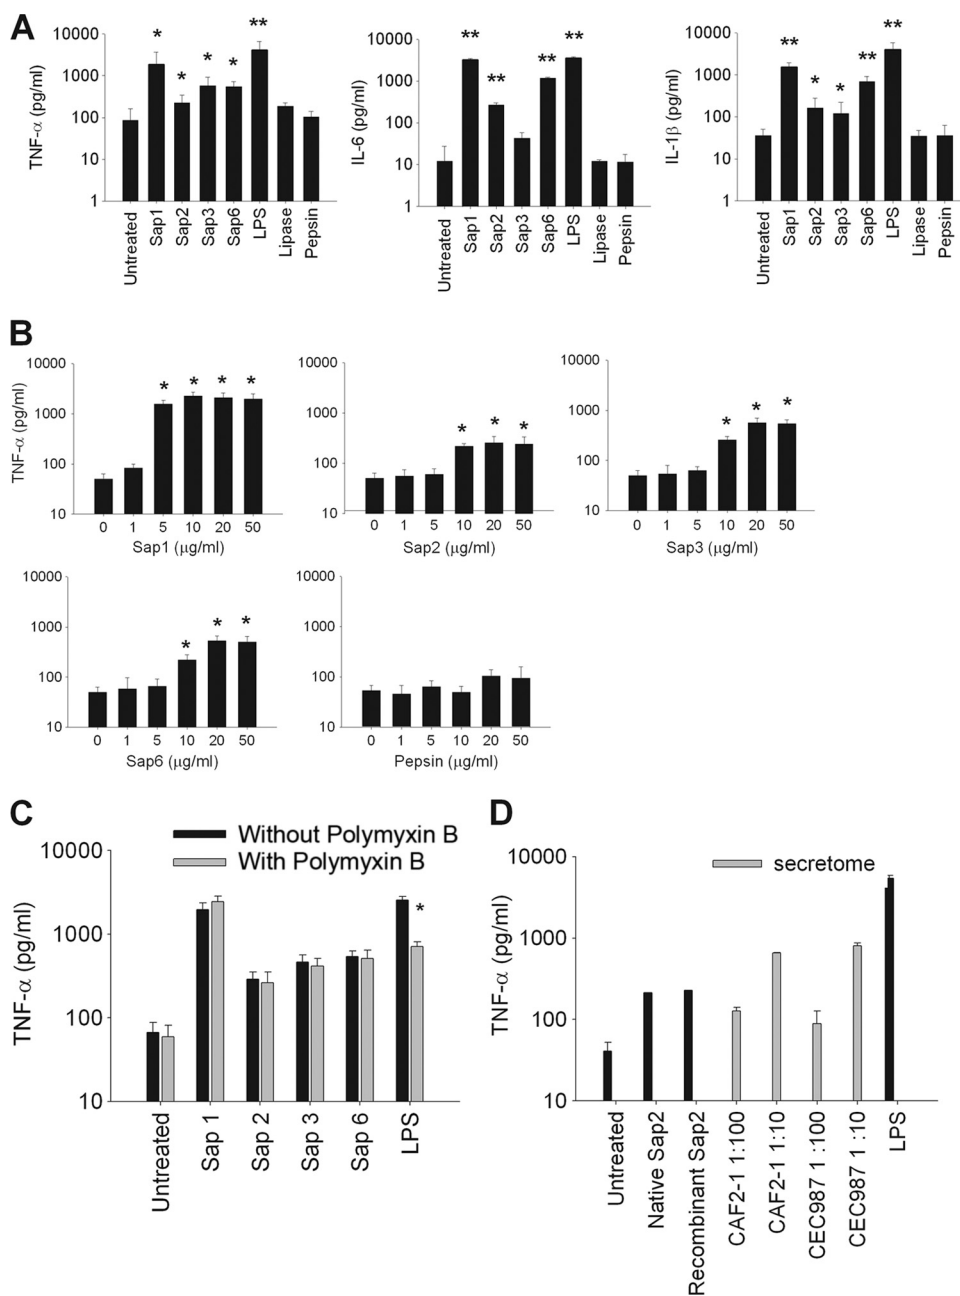 A
TNF-α (pg/ml)
10000
1000
100
10
1
* * * * **
Untreated
Sap1
Sap2
Sap3
Sap6
LPS
Lipase
Pepsin
IL-6 (pg/ml)
10000
1000
100
10
1
** ** ** **
Untreated
Sap1
Sap2
Sap3
Sap6
LPS
Lipase
Pepsin
IL-1β (pg/ml)
10000
1000
100
10
1
** * * ** **
Untreated
Sap1
Sap2
Sap3
Sap6
LPS
Lipase
Pepsin
B
TNF-α (pg/ml)
10000
1000
100
10
* * * *
0 1 5 10 20 50
Sap1 (μg/ml)
10000
1000
100
10
* * *
0 1 5 10 20 50
Sap2 (μg/ml)
10000
1000
100
10
* * *
0 1 5 10 20 50
Sap3 (μg/ml)
10000
1000
100
10
* * *
0 1 5 10 20 50
Sap6 (μg/ml)
10000
1000
100
10
0 1 5 10 20 50
Pepsin (μg/ml)
C
Without Polymyxin B
With Polymyxin B
TNF-α (pg/ml)
10000
1000
100
10
*
Untreated
Sap 1
Sap 2
Sap 3
Sap 6
LPS
D
secretome
TNF-α (pg/ml)
10000
1000
100
10
Untreated
Native Sap2
Recombinant Sap2
CAF2-1 1:100
CAF2-1 1:10
CEC987 1 :100
CEC987 1 :10
LPS